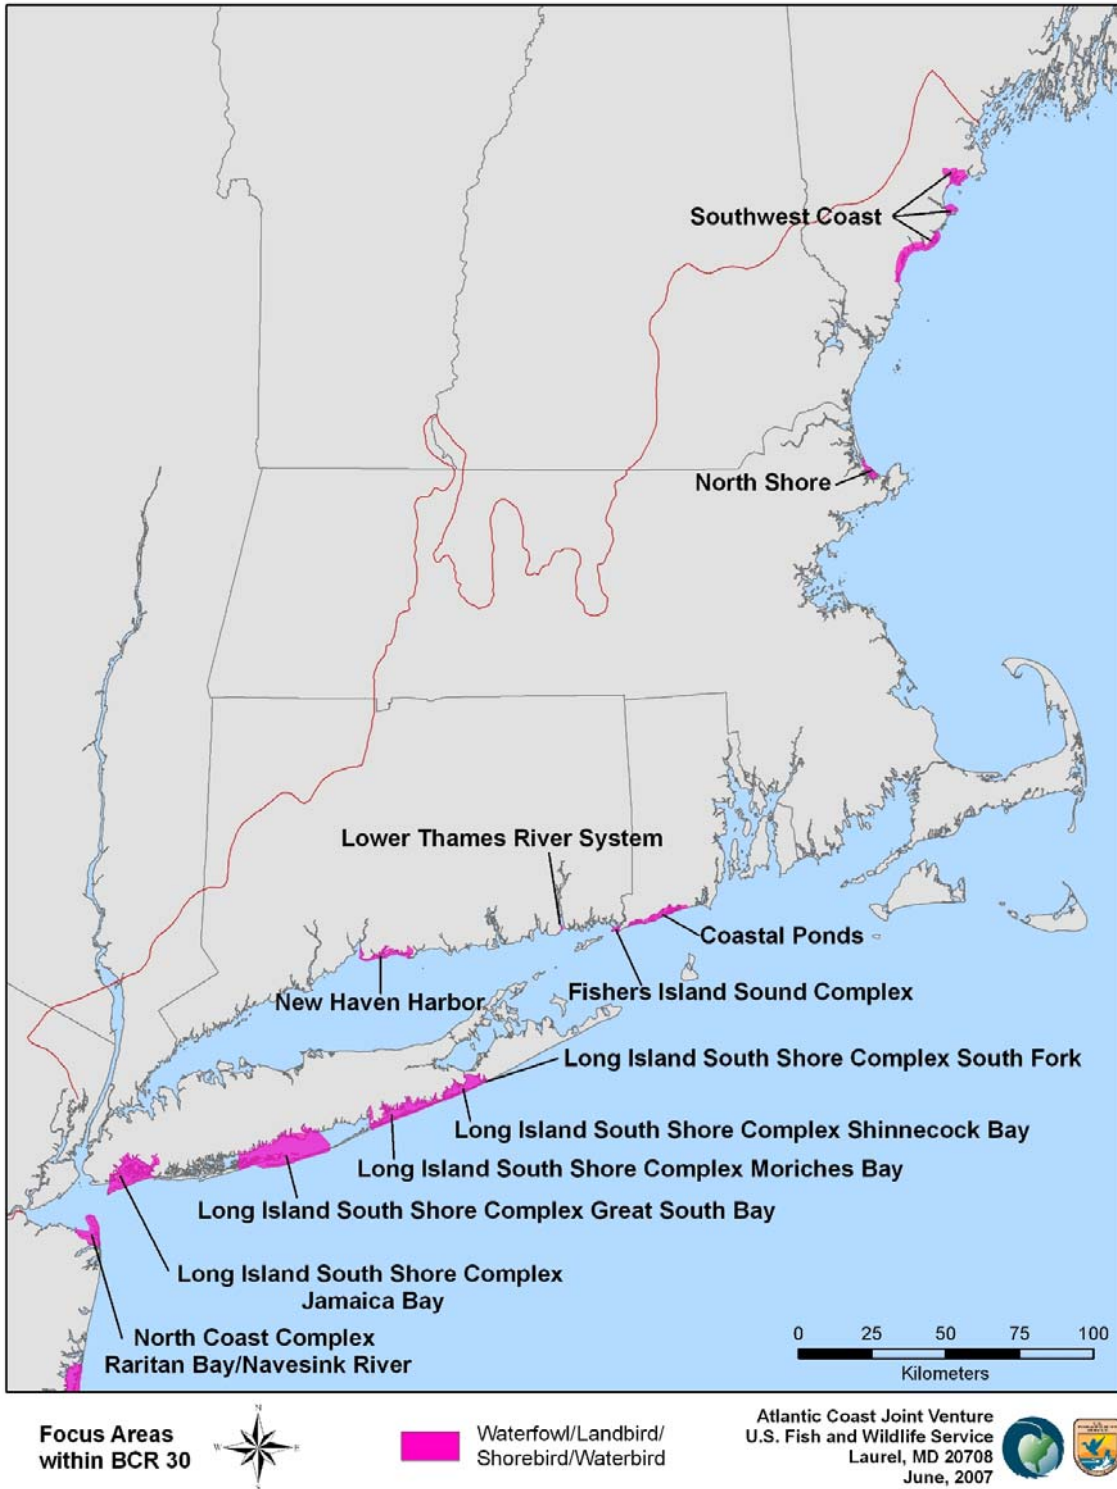 Southwest Coast
North Shore
Lower Thames River System
Coastal Ponds
Fishers Island Sound Complex
New Haven Harbor
Long Island South Shore Complex South Fork
Long Island South Shore Complex Shinnecock Bay
Long Island South Shore Complex Moriches Bay
Long Island South Shore Complex Great South Bay
Long Island South Shore Complex
Jamaica Bay
North Coast Complex
Raritan Bay/Navesink River
0 25 50 75 100
Kilometers
Focus Areas
within BCR 30
N
W
E
S
Waterfowl/Landbird/
Shorebird/Waterbird
Atlantic Coast Joint Venture
U.S. Fish and Wildlife Service
Laurel, MD 20708
June, 2007